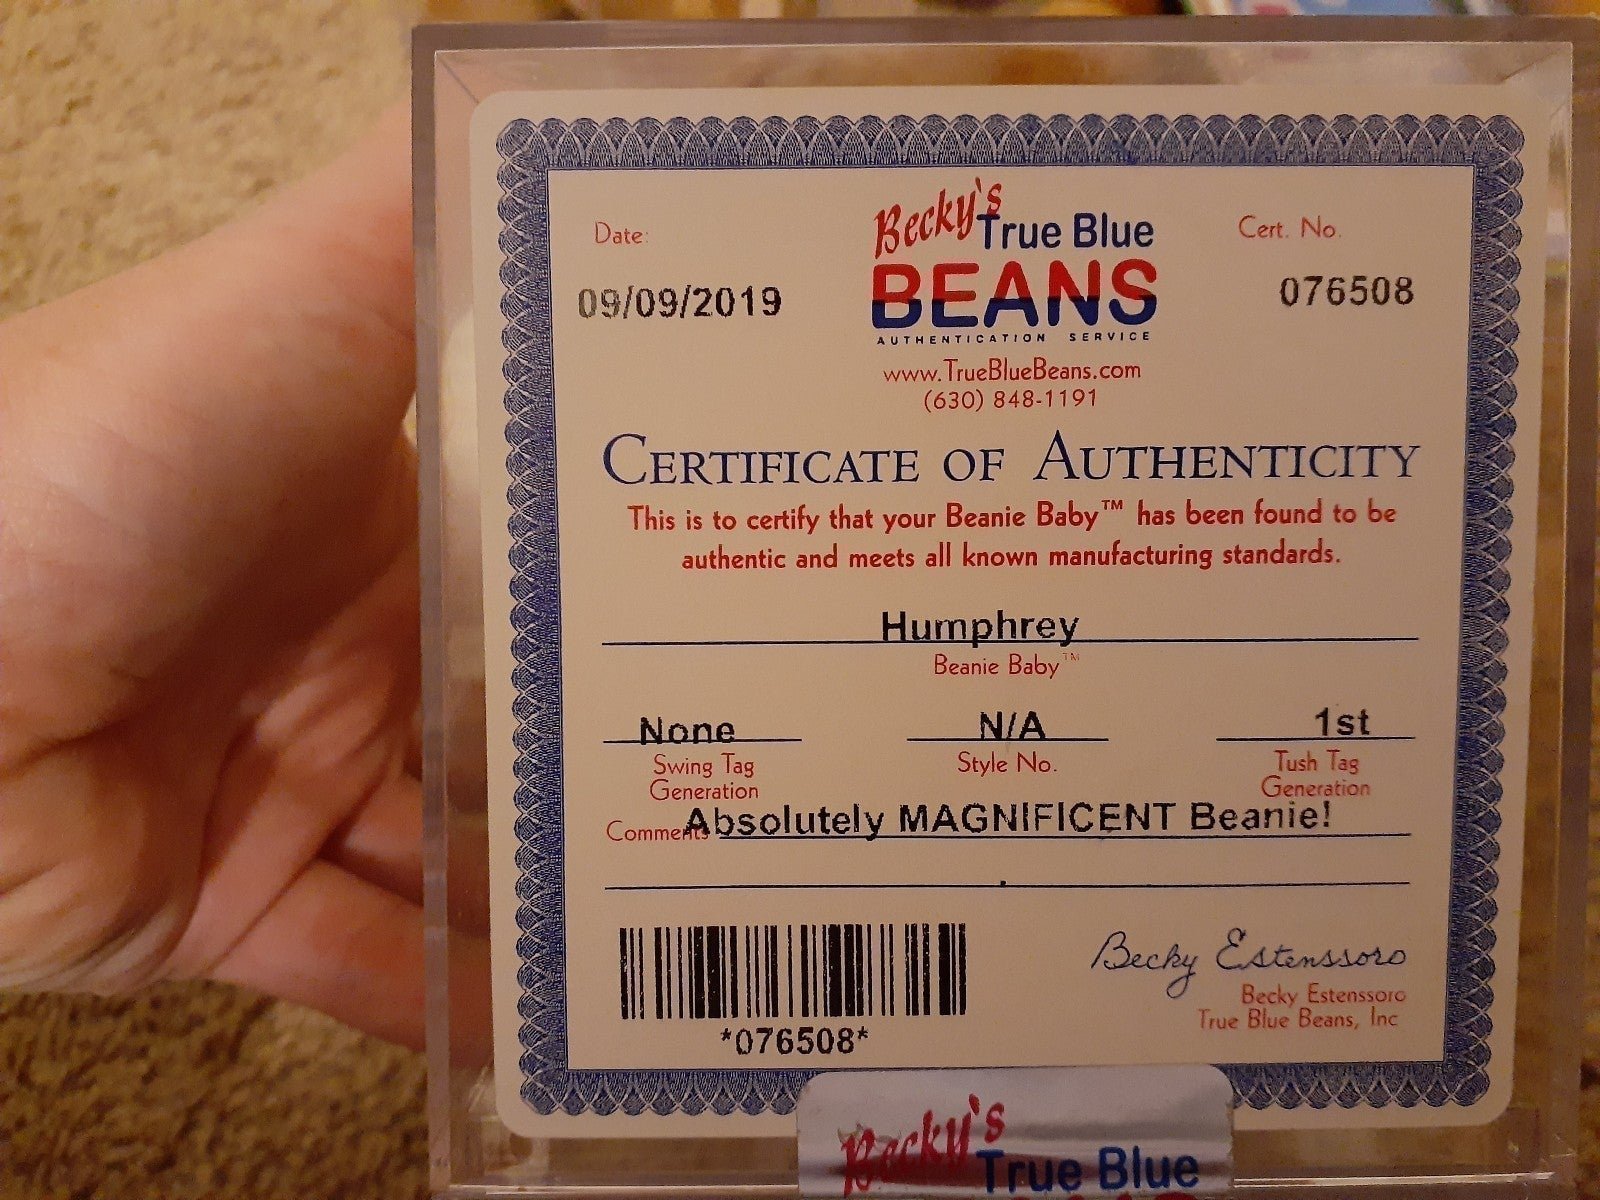 Date:
09/09/2019
Becky's
True Blue
BEANS
AUTHENTICATION SERVICE
www.TrueBlueBeans.com
(630) 848-1191
Cert. No.
076508
CERTIFICATE OF AUTHENTICITY
This is to certify that your Beanie Baby™ has been found to be
authentic and meets all known manufacturing standards.
Humphrey
Beanie Baby™
None
Swing Tag
Generation
N/A
Style No.
1st
Tush Tag
Generation
Comments Absolutely MAGNIFICENT Beanie!
*076508*
Becky Estenssoro
Becky Estenssoro
True Blue Beans, Inc
Becky's
True Blue